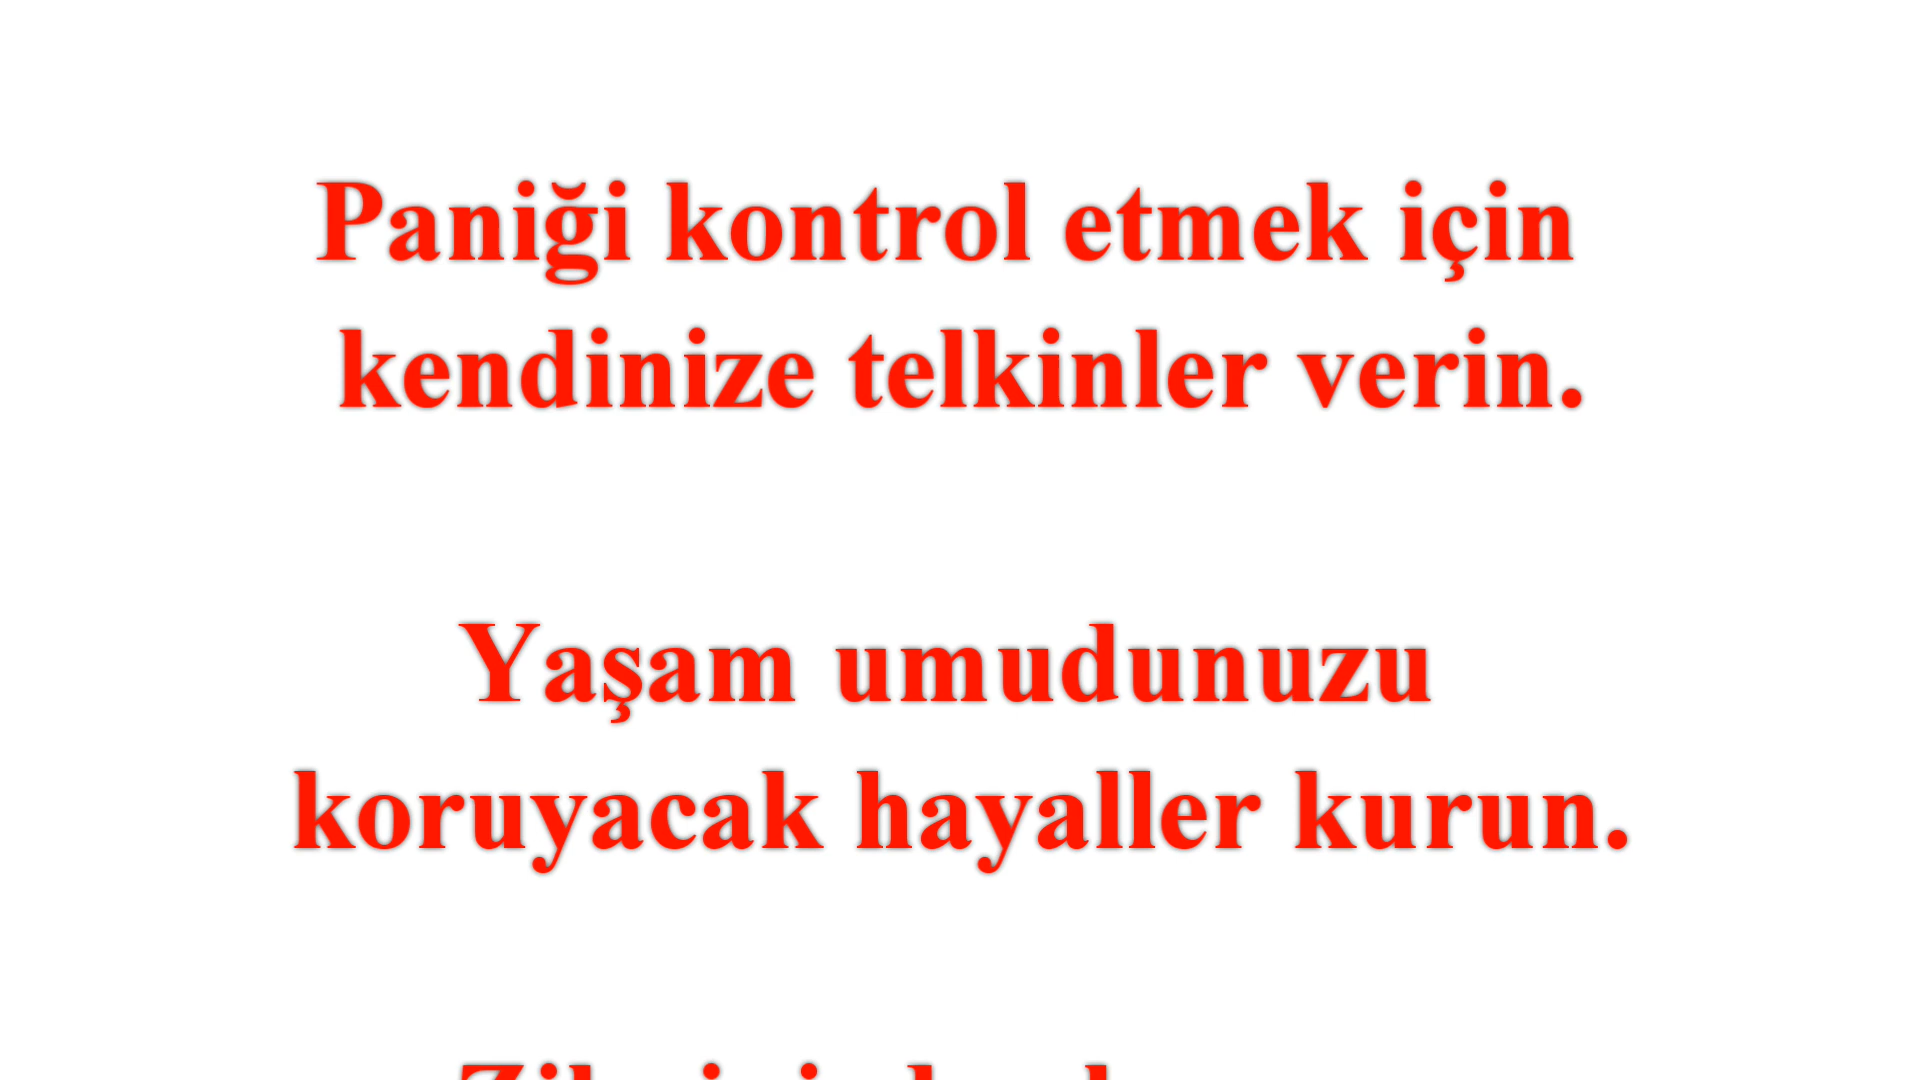 Paniği kontrol etmek için
kendinize telkinler verin.
Yaşam umudunuzu
koruyacak hayaller kurun.